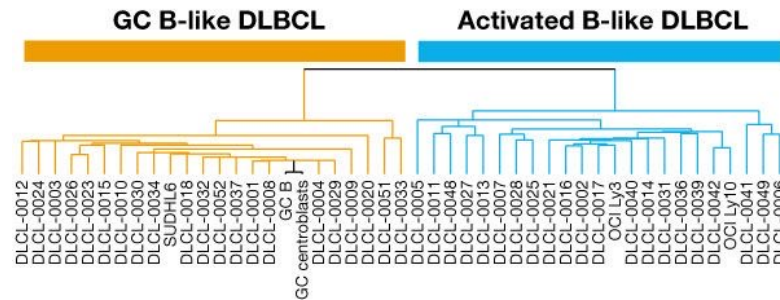 GC B-like DLBCL
Activated B-like DLBCL
DLCL-0012
DLCL-0024
DLCL-0003
DLCL-0026
DLCL-0023
DLCL-0015
DLCL-0010
DLCL-0030
DLCL-0034
SUDHL6
DLCL-0018
DLCL-0032
DLCL-0052
DLCL-0037
DLCL-0001
DLCL-0008
GC B
GC centroblasts
DLCL-0004
DLCL-0029
DLCL-0009
DLCL-0020
DLCL-0051
DLCL-0033
DLCL-0005
DLCL-0011
DLCL-0048
DLCL-0027
DLCL-0013
DLCL-0007
DLCL-0028
DLCL-0025
DLCL-0021
DLCL-0016
DLCL-0002
DLCL-0017
OCI Ly3
DLCL-0040
DLCL-0014
DLCL-0031
DLCL-0036
DLCL-0039
DLCL-0042
OCI Ly10
DLCL-0041
DLCL-0049